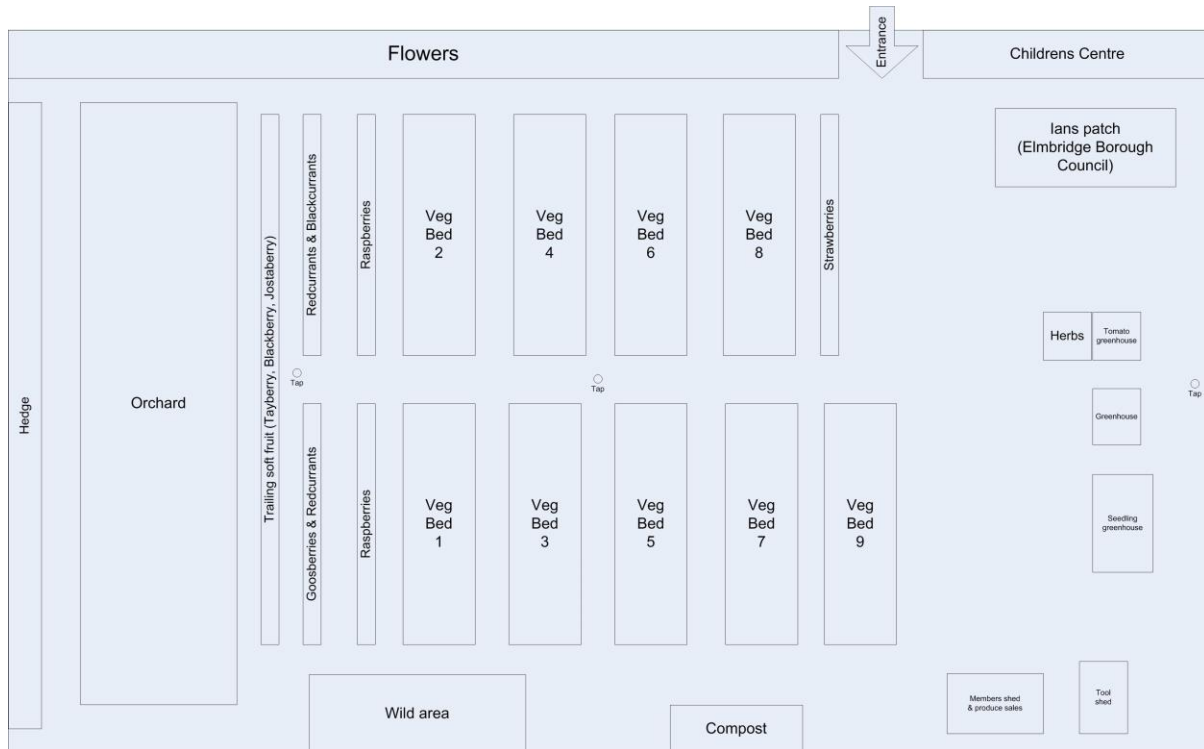 Flowers
Entrance
Childrens Centre
Ians patch
(Elmbridge Borough
Council)
Hedge
Orchard
Trailing soft fruit (Tayberry, Blackberry, Jostaberry)
Redcurrants & Blackcurrants
Raspberries
Veg
Bed
2
Veg
Bed
4
Veg
Bed
6
Veg
Bed
8
Strawberries
Herbs
Tomato
greenhouse
Tap
Tap
Tap
Greenhouse
Goosberries & Redcurrants
Raspberries
Veg
Bed
1
Veg
Bed
3
Veg
Bed
5
Veg
Bed
7
Veg
Bed
9
Seedling
greenhouse
Wild area
Compost
Members shed
& produce sales
Tool
shed